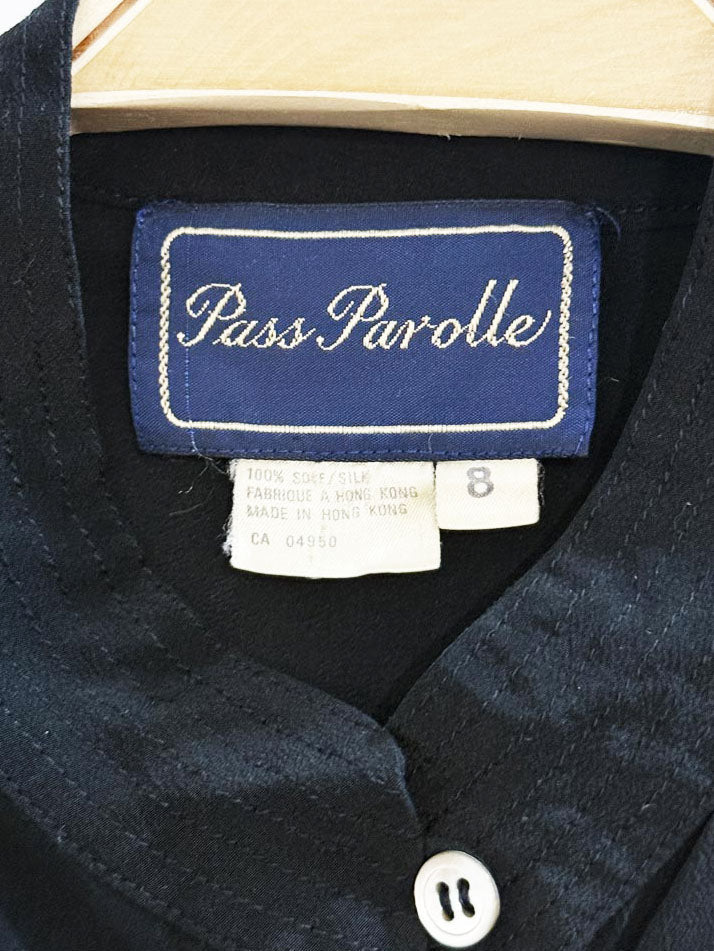 Pass Parolle
100% SOIE/SILK
FABRIQUE A HONG KONG
MADE IN HONG KONG
CA 04950
8